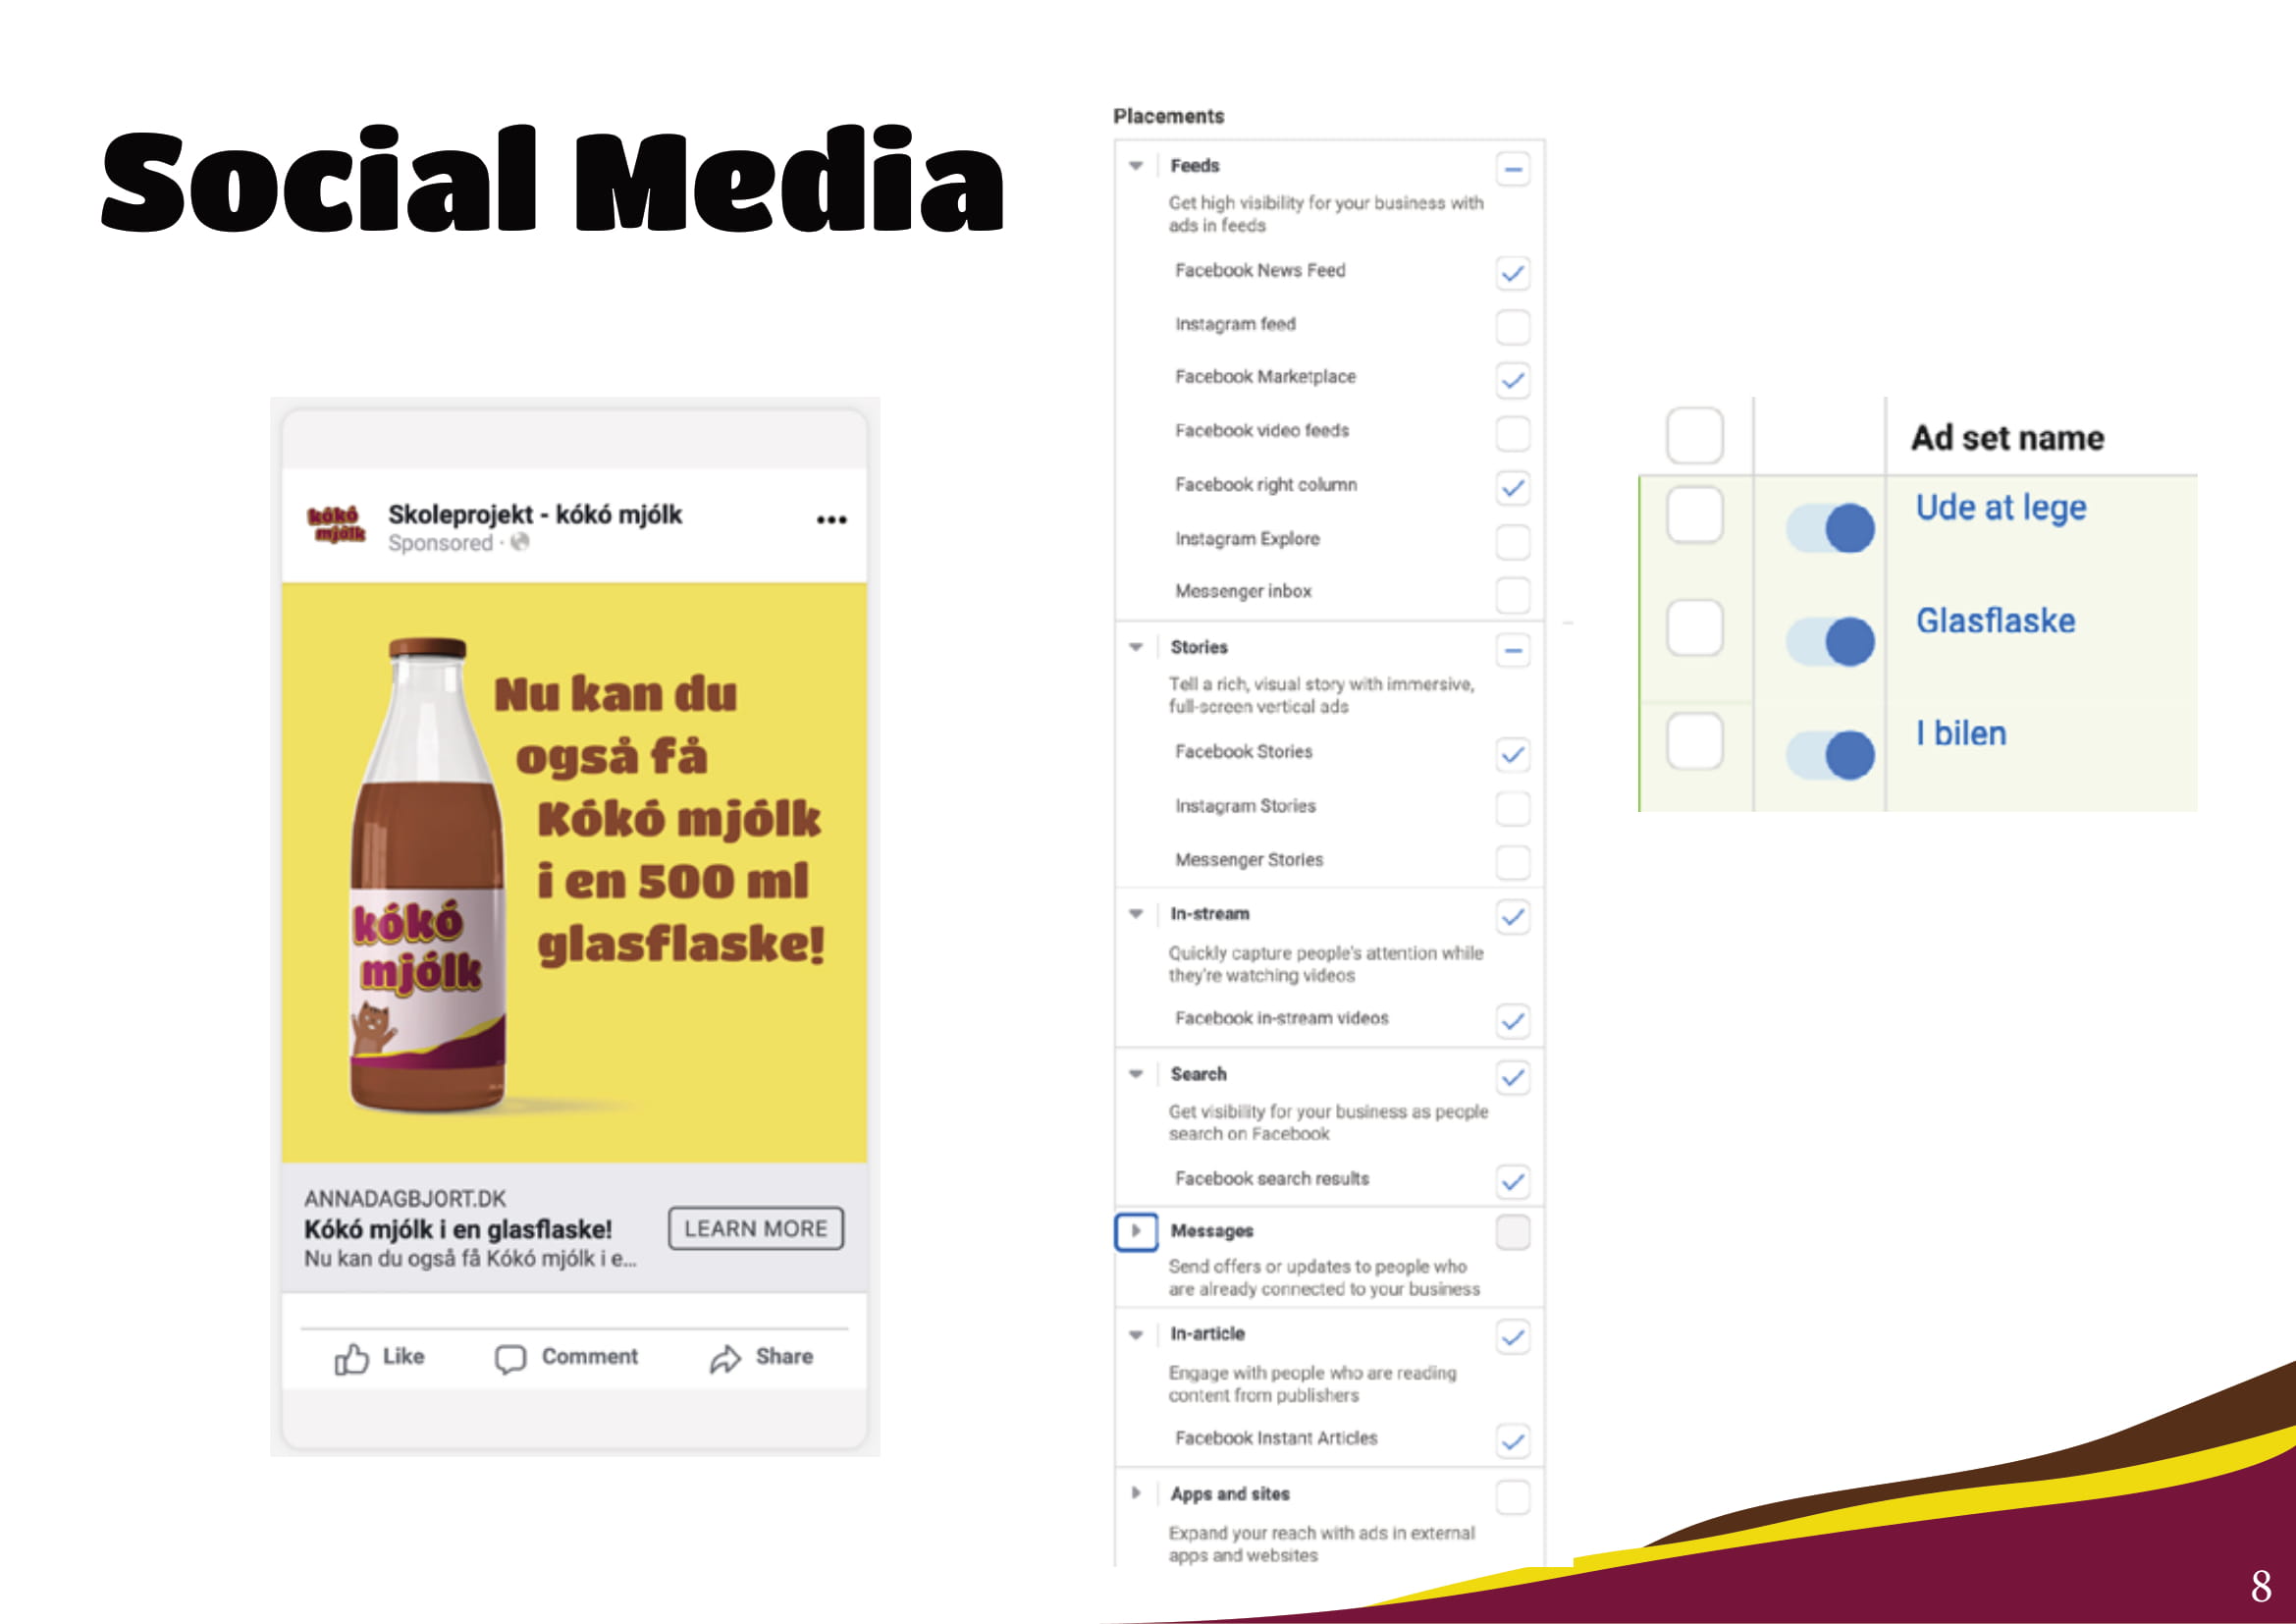 Social Media
kókó
mjólk
Skoleprojekt - kókó mjólk
Sponsored ·
Nu kan du
også få
Kókó mjólk
i en 500 ml
glasflaske!
kókó
mjólk
ANNADAGBJORT.DK
Kókó mjólk i en glasflaske!
Nu kan du også få Kókó mjólk i e...
LEARN MORE
Like
Comment
Share
Placements
Feeds
Get high visibility for your business with
ads in feeds
Facebook News Feed
Instagram feed
Facebook Marketplace
Facebook video feeds
Facebook right column
Instagram Explore
Messenger inbox
Stories
Tell a rich, visual story with immersive,
full-screen vertical ads
Facebook Stories
Instagram Stories
Messenger Stories
In-stream
Quickly capture people's attention while
they're watching videos
Facebook in-stream videos
Search
Get visibility for your business as people
search on Facebook
Facebook search results
Messages
Send offers or updates to people who
are already connected to your business
In-article
Engage with people who are reading
content from publishers
Facebook Instant Articles
Apps and sites
Expand your reach with ads in external
apps and websites
Ad set name
Ude at lege
Glasflaske
I bilen
8